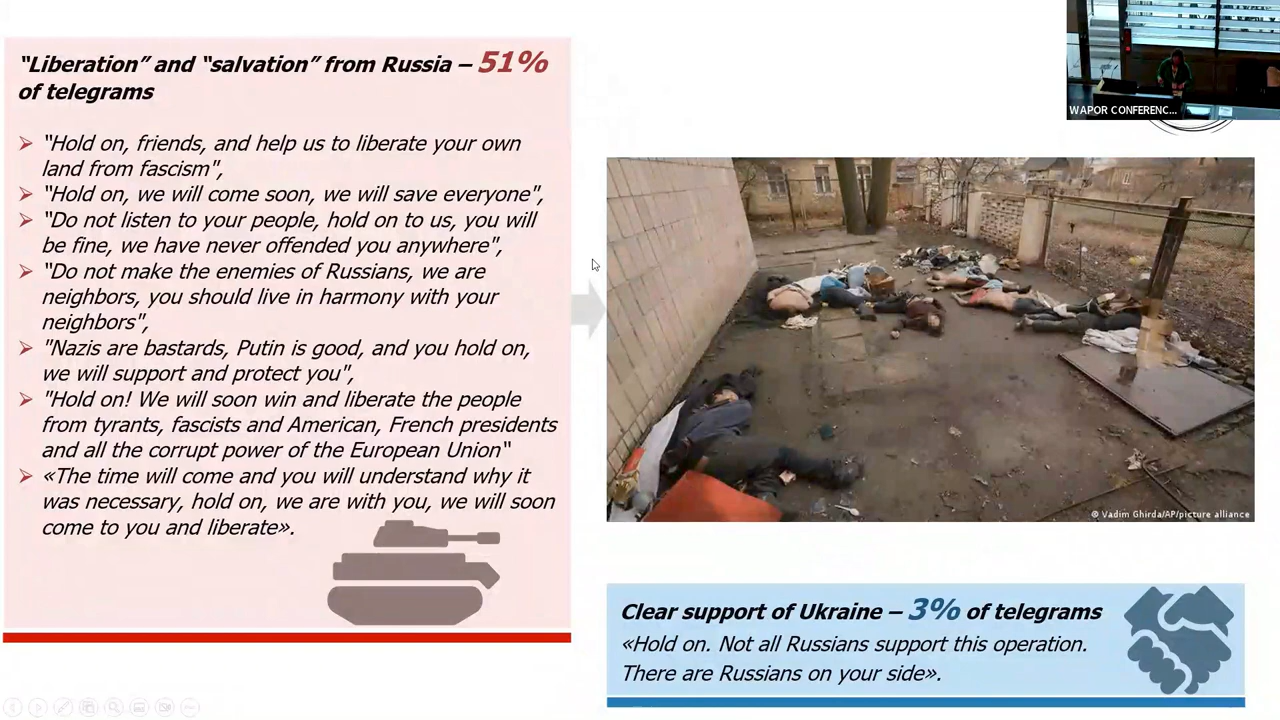 “Liberation” and “salvation” from Russia – 51%
of telegrams
"Hold on, friends, and help us to liberate your own
land from fascism",
"Hold on, we will come soon, we will save everyone",
"Do not listen to your people, hold on to us, you will
be fine, we have never offended you anywhere",
"Do not make the enemies of Russians, we are
neighbors, you should live in harmony with your
neighbors",
"Nazis are bastards, Putin is good, and you hold on,
we will support and protect you",
"Hold on! We will soon win and liberate the people
from tyrants, fascists and American, French presidents
and all the corrupt power of the European Union"
«The time will come and you will understand why it
was necessary, hold on, we are with you, we will soon
come to you and liberate».
WAPOR CONFERENC...
© Vadim Ghirda/AP/picture alliance
Clear support of Ukraine – 3% of telegrams
«Hold on. Not all Russians support this operation.
There are Russians on your side».